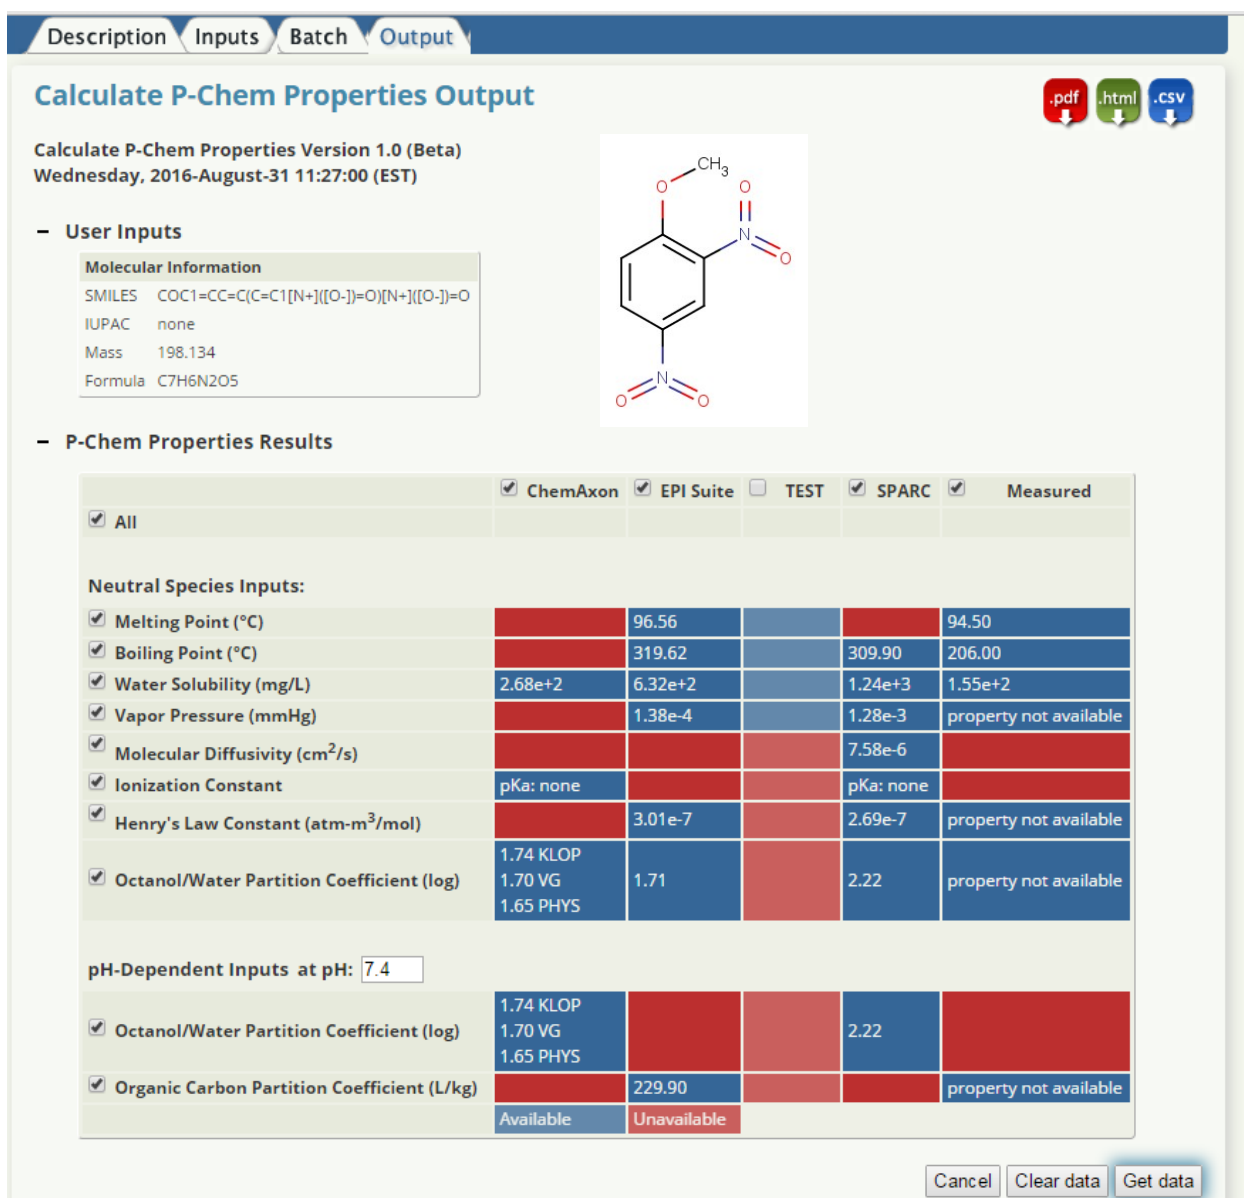 Description Inputs Batch Output
Calculate P-Chem Properties Output
.pdf .html .csv
Calculate P-Chem Properties Version 1.0 (Beta)
Wednesday, 2016-August-31 11:27:00 (EST)
− User Inputs
Molecular Information
SMILES COC1=CC=C(C=C1[N+]([O-])=O)[N+]([O-])=O
IUPAC none
Mass 198.134
Formula C7H6N2O5
CH3
O O
N O
N
O O
− P-Chem Properties Results
ChemAxon EPI Suite TEST SPARC Measured
All
Neutral Species Inputs:
Melting Point (°C) 96.56 94.50
Boiling Point (°C) 319.62 309.90 206.00
Water Solubility (mg/L) 2.68e+2 6.32e+2 1.24e+3 1.55e+2
Vapor Pressure (mmHg) 1.38e-4 1.28e-3 property not available
Molecular Diffusivity (cm2/s) 7.58e-6
Ionization Constant pKa: none pKa: none
Henry's Law Constant (atm-m3/mol) 3.01e-7 2.69e-7 property not available
1.74 KLOP
Octanol/Water Partition Coefficient (log) 1.70 VG 1.71 2.22 property not available
1.65 PHYS
pH-Dependent Inputs at pH: 7.4
1.74 KLOP
Octanol/Water Partition Coefficient (log) 1.70 VG 2.22
1.65 PHYS
Organic Carbon Partition Coefficient (L/kg) 229.90 property not available
Available Unavailable
Cancel Clear data Get data